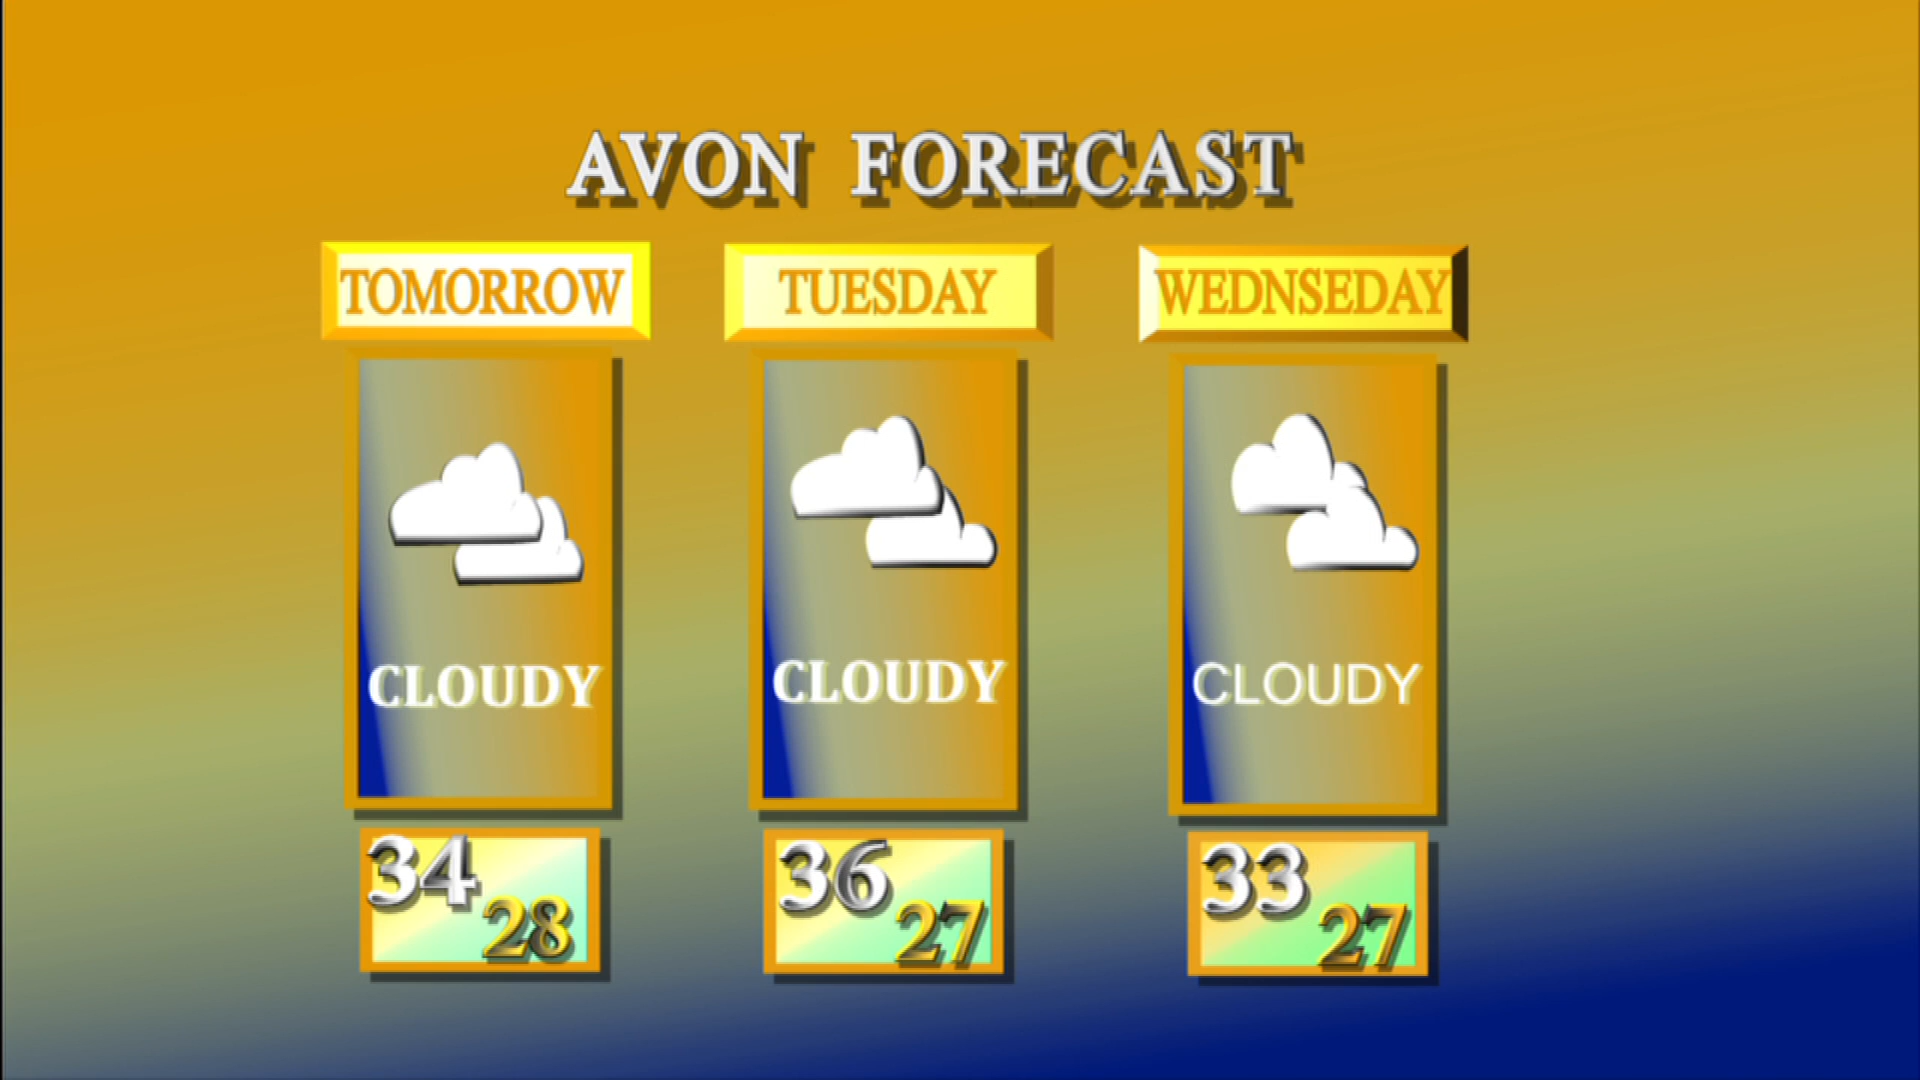 AVON FORECAST
TOMORROW
TUESDAY
WEDNSEDAY
CLOUDY
CLOUDY
CLOUDY
34
28
36
27
33
27